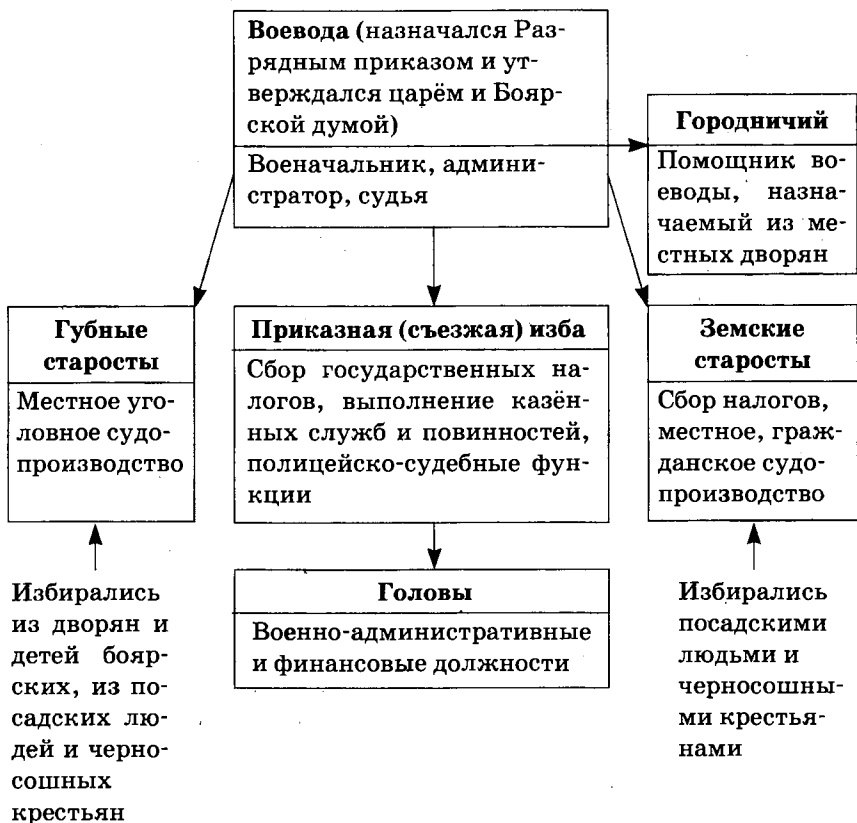 Воевода (назначался Раз-
рядным приказом и ут-
верждался царём и Бояр-
ской думой)
Военачальник, админи-
стратор, судья
Городничий
Помощник во-
еводы, назна-
чаемый из ме-
стных дворян
Губные
старосты
Местное уго-
ловное судо-
производство
Приказная (съезжая) изба
Сбор государственных на-
логов, выполнение казён-
ных служб и повинностей,
полицейско-судебные фун-
кции
Земские
старосты
Сбор налогов,
местное, граж-
данское судо-
производство
Избирались
из дворян и
детей бояр-
ских, из по-
садских лю-
дей и черно-
сошных
крестьян
Головы
Военно-административные
и финансовые должности
Избирались
посадскими
людьми и
черносошны-
ми крестья-
нами